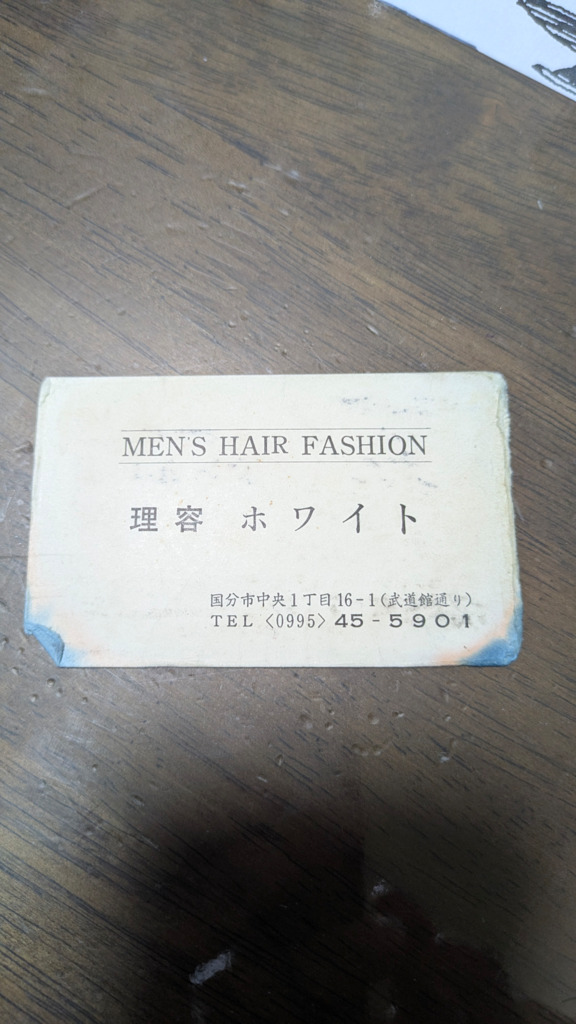 MEN'S HAIR FASHION
理容 ホワイト
国分市中央1丁目16-1(武道館通り)
TEL <0995> 45-5901